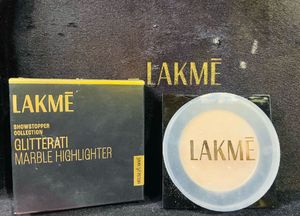 LAKMĒ
LAKMĒ
SHOWSTOPPER
COLLECTION
GLITTERATI
MARBLE HIGHLIGHTER
LAKMĒ